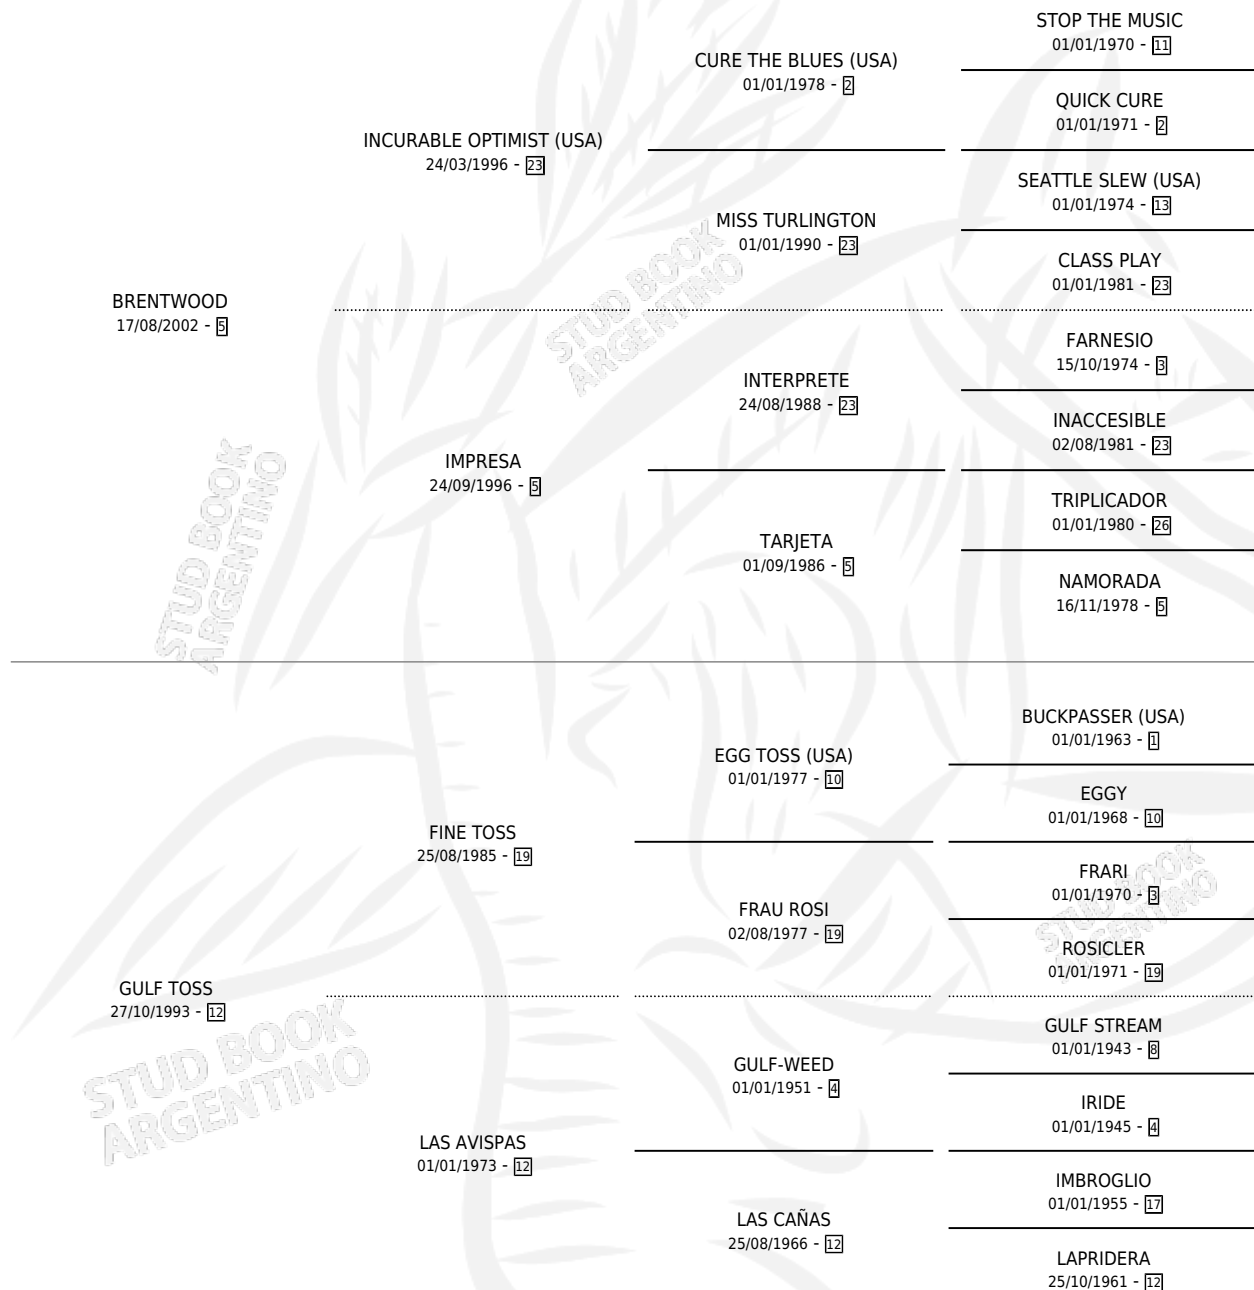 STOP THE MUSIC
01/01/1970 - 11
CURE THE BLUES (USA)
01/01/1978 - 2
QUICK CURE
01/01/1971 - 2
INCURABLE OPTIMIST (USA)
24/03/1996 - 23
SEATTLE SLEW (USA)
01/01/1974 - 13
MISS TURLINGTON
01/01/1990 - 23
CLASS PLAY
01/01/1981 - 23
BRENTWOOD
17/08/2002 - 5
FARNESIO
15/10/1974 - 3
INTERPRETE
24/08/1988 - 23
INACCESIBLE
02/08/1981 - 23
IMPRESA
24/09/1996 - 5
TRIPLICADOR
01/01/1980 - 26
TARJETA
01/09/1986 - 5
NAMORADA
16/11/1978 - 5
BUCKPASSER (USA)
01/01/1963 - 1
EGG TOSS (USA)
01/01/1977 - 10
EGGY
01/01/1968 - 10
FINE TOSS
25/08/1985 - 19
FRARI
01/01/1970 - 3
FRAU ROSI
02/08/1977 - 19
ROSICLER
01/01/1971 - 19
GULF TOSS
27/10/1993 - 12
GULF STREAM
01/01/1943 - 8
GULF-WEED
01/01/1951 - 4
IRIDE
01/01/1945 - 4
LAS AVISPAS
01/01/1973 - 12
IMBROGLIO
01/01/1955 - 17
LAS CAÑAS
25/08/1966 - 12
LAPRIDERA
25/10/1961 - 12
STUD BOOK
ARGENTINO
STUD BOOK
ARGENTINO
STUD BOOK
ARGENTINO
STUD BOOK
ARGENTINO